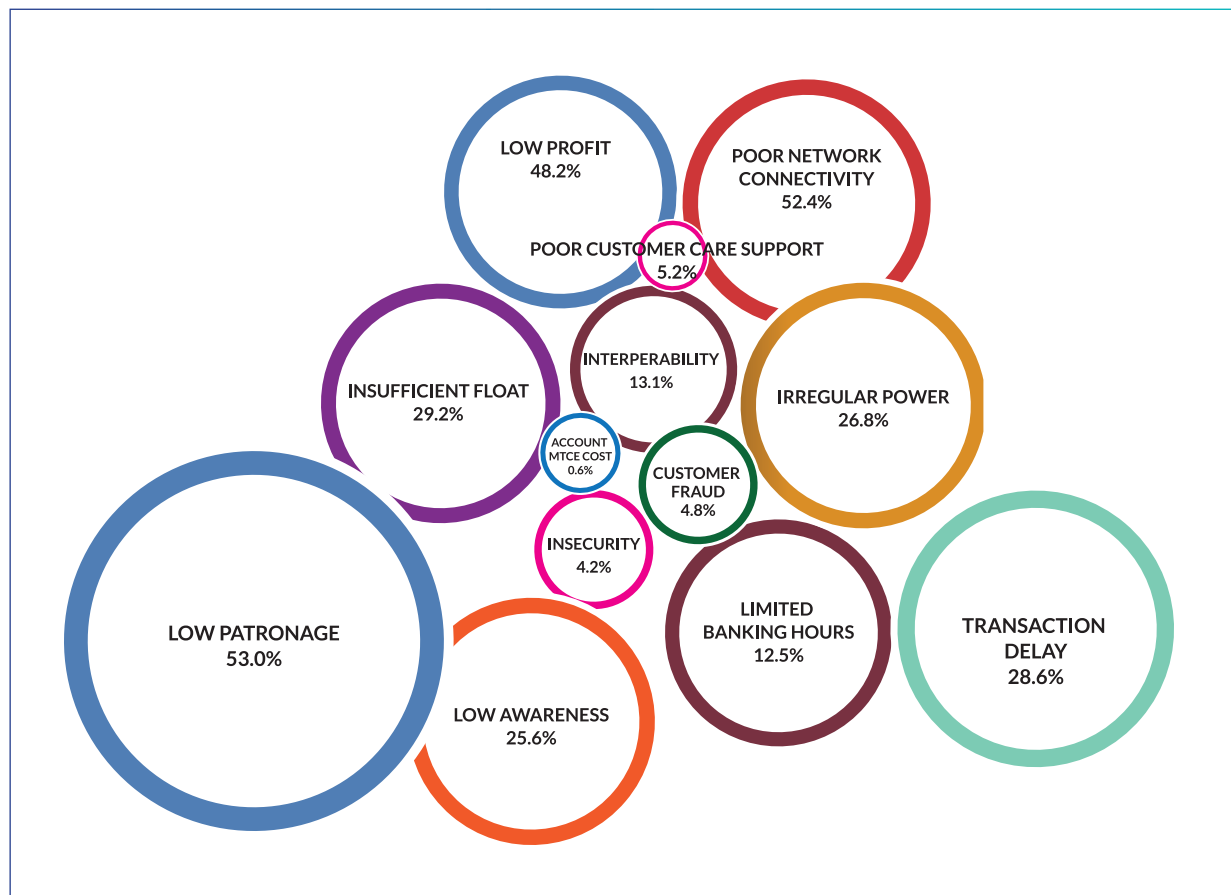 LOW PROFIT
48.2%
POOR NETWORK
CONNECTIVITY
52.4%
POOR CUSTOMER CARE SUPPORT
5.2%
INTERPERABILITY
13.1%
INSUFFICIENT FLOAT
29.2%
IRREGULAR POWER
26.8%
ACCOUNT
MTCE COST
0.6%
CUSTOMER
FRAUD
4.8%
INSECURITY
4.2%
LOW PATRONAGE
53.0%
LIMITED
BANKING HOURS
12.5%
TRANSACTION
DELAY
28.6%
LOW AWARENESS
25.6%